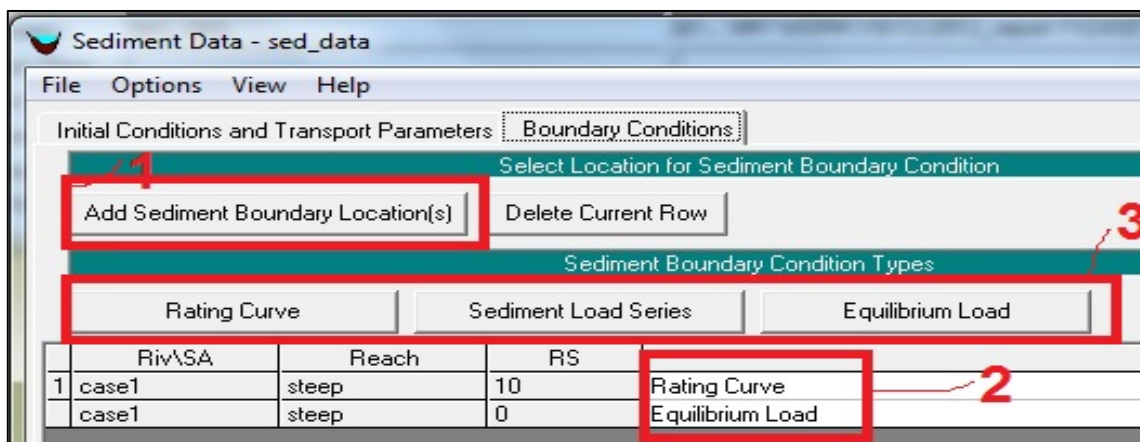 Sediment Data - sed_data
File Options View Help
Initial Conditions and Transport Parameters Boundary Conditions
1
Select Location for Sediment Boundary Condition
Add Sediment Boundary Location(s) Delete Current Row
3
Sediment Boundary Condition Types
Rating Curve Sediment Load Series Equilibrium Load
Riv\SA Reach RS
1 case1 steep 10 Rating Curve
2
case1 steep 0 Equilibrium Load